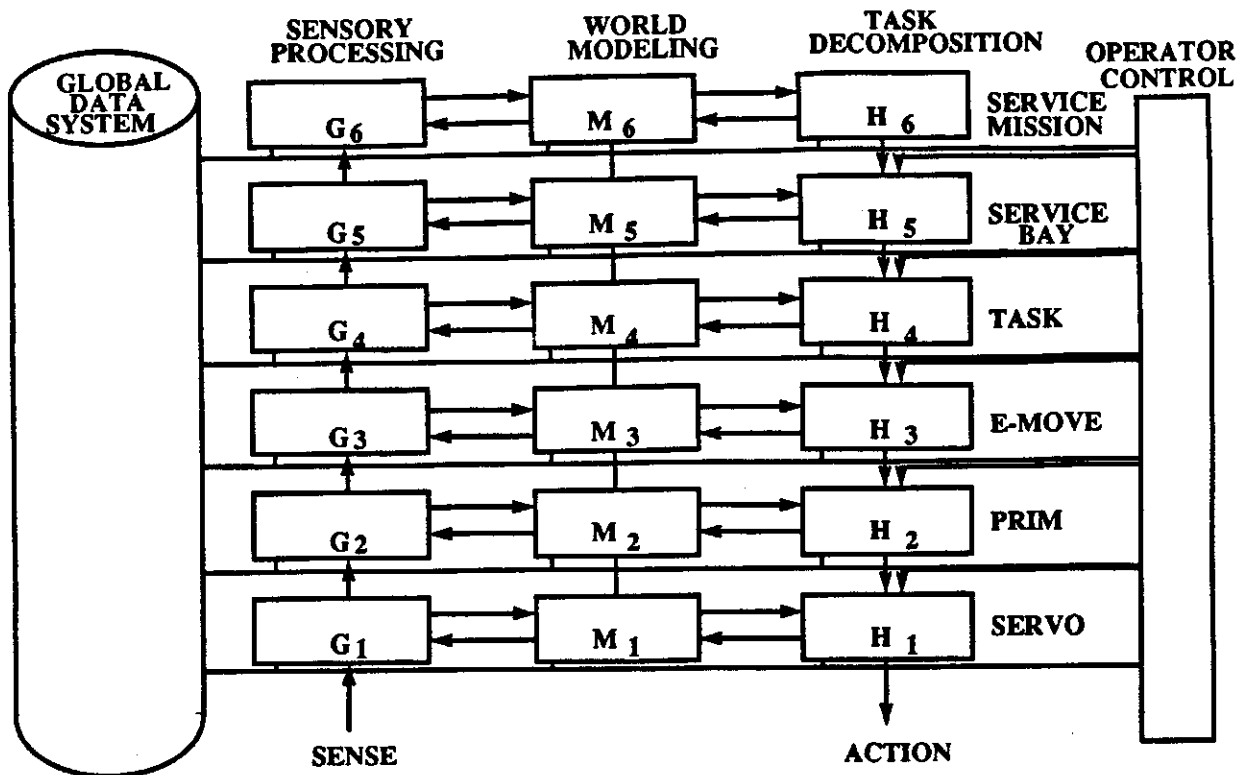 SENSORY
PROCESSING
WORLD
MODELING
TASK
DECOMPOSITION
OPERATOR
CONTROL
GLOBAL
DATA
SYSTEM
G6
M6
H6
SERVICE
MISSION
G5
M5
H5
SERVICE
BAY
G4
M4
H4
TASK
G3
M3
H3
E-MOVE
G2
M2
H2
PRIM
G1
M1
H1
SERVO
SENSE
ACTION